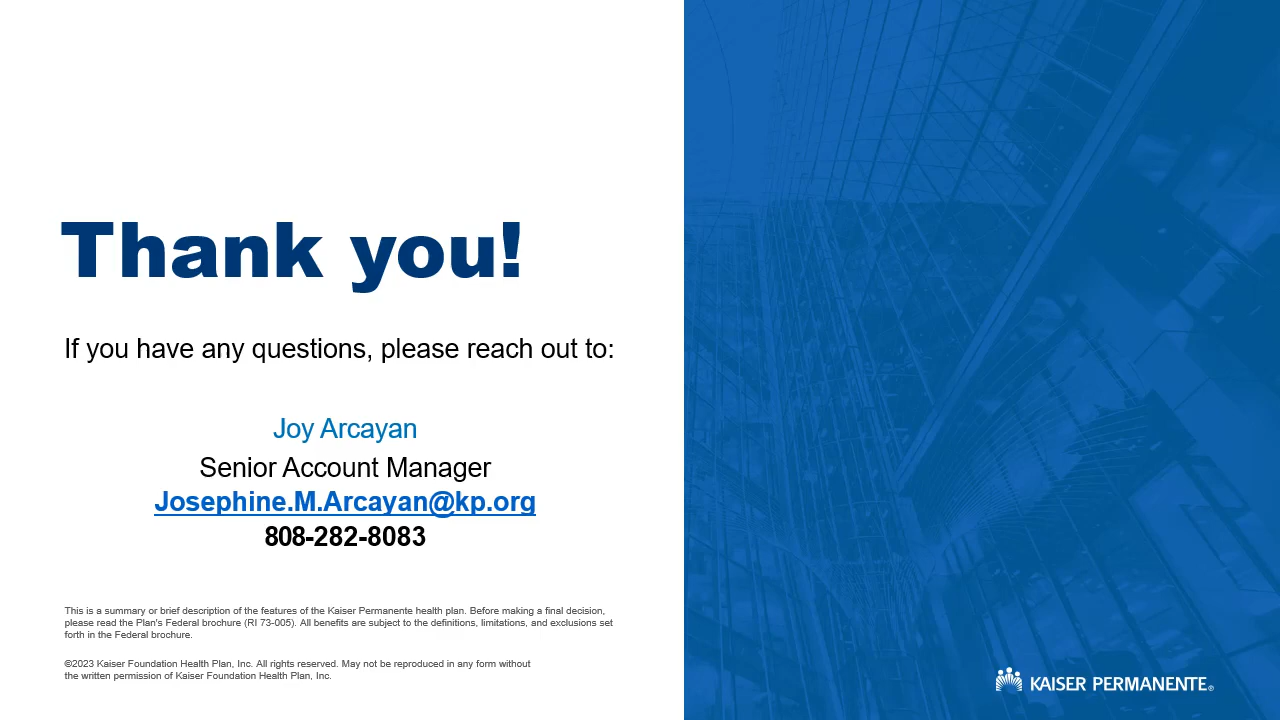 Thank you!
If you have any questions, please reach out to:
Joy Arcayan
Senior Account Manager
Josephine.M.Arcayan@kp.org
808-282-8083
This is a summary or brief description of the features of the Kaiser Permanente health plan. Before making a final decision,
please read the Plan's Federal brochure (RI 73-005). All benefits are subject to the definitions, limitations, and exclusions set
forth in the Federal brochure.
©2023 Kaiser Foundation Health Plan, Inc. All rights reserved. May not be reproduced in any form without
the written permission of Kaiser Foundation Health Plan, Inc.
KAISER PERMANENTE®